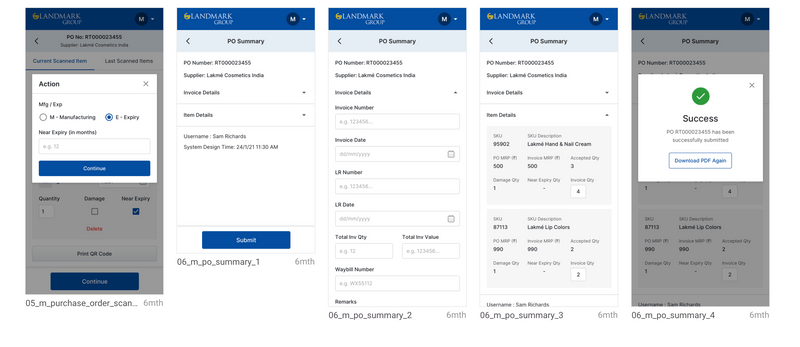 LANDMARK
GROUP
M
PO No: RT000023455
Supplier: Lakmé Cosmetics India
Current Scanned Item
Last Scanned Items
Action
Mfg / Exp
M - Manufacturing
E - Expiry
Near Expiry (in months)
e.g. 12
Continue
Quantity
Damage
Near Expiry
1
Delete
Print QR Code
Continue
05_m_purchase_order_scan...
6mth
LANDMARK
GROUP
M
PO Summary
PO Number: RT000023455
Supplier: Lakmé Cosmetics India
Invoice Details
Item Details
Username : Sam Richards
System Design Time: 24/1/21 11:30 AM
Submit
06_m_po_summary_1
6mth
LANDMARK
GROUP
M
PO Summary
PO Number: RT000023455
Supplier: Lakmé Cosmetics India
Invoice Details
Invoice Number
e.g. 123456...
Invoice Date
dd/mm/yyyy
LR Number
e.g. 123456...
LR Date
dd/mm/yyyy
Total Inv Qty
Total Inv Value
e.g. 12
e.g. 123456...
Waybill Number
e.g. WX55112
Remarks
06_m_po_summary_2
6mth
LANDMARK
GROUP
M
PO Summary
PO Number: RT000023455
Supplier: Lakmé Cosmetics India
Invoice Details
Item Details
SKU
SKU Description
95902
Lakmé Hand & Nail Cream
PO MRP (₹)
Invoice MRP (₹)
Accepted Qty
500
500
3
Damage Qty
Near Expiry Qty
Invoice Qty
1
-
4
SKU
SKU Description
87113
Lakmé Lip Colors
PO MRP (₹)
Invoice MRP (₹)
Accepted Qty
990
990
2
Damage Qty
Near Expiry Qty
Invoice Qty
1
-
2
Username : Sam Richards
06_m_po_summary_3
6mth
LANDMARK
GROUP
M
PO Summary
PO Number: RT000023455
Success
PO RT000023455 has been
successfully submitted
Download PDF Again
1
-
4
SKU
SKU Description
87113
Lakmé Lip Colors
PO MRP (₹)
Invoice MRP (₹)
Accepted Qty
990
990
2
Damage Qty
Near Expiry Qty
Invoice Qty
1
-
2
Username : Sam Richards
06_m_po_summary_4
6mth